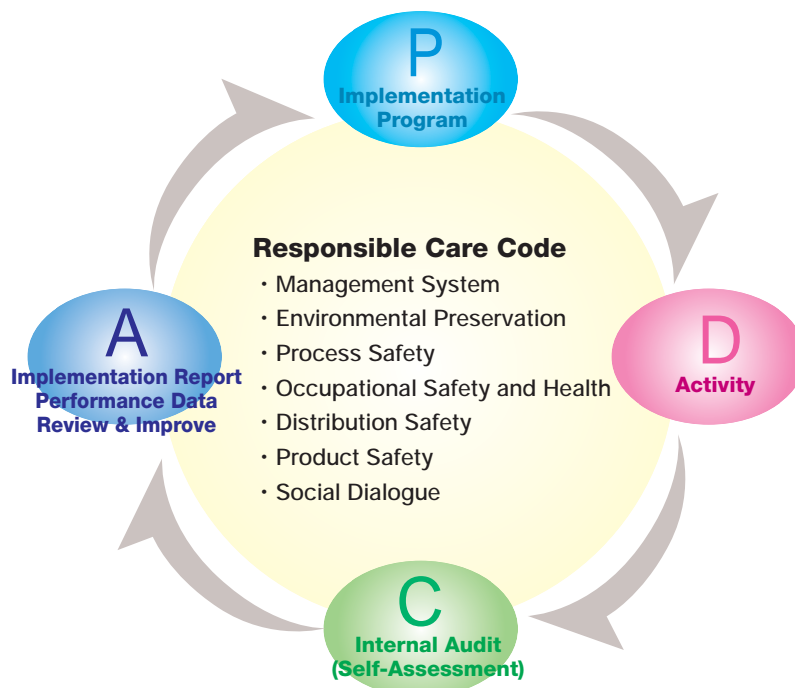 P
Implementation
Program
Responsible Care Code
・Management System
・Environmental Preservation
・Process Safety
・Occupational Safety and Health
・Distribution Safety
・Product Safety
・Social Dialogue
A
Implementation Report
Performance Data
Review & Improve
D
Activity
C
Internal Audit
(Self-Assessment)